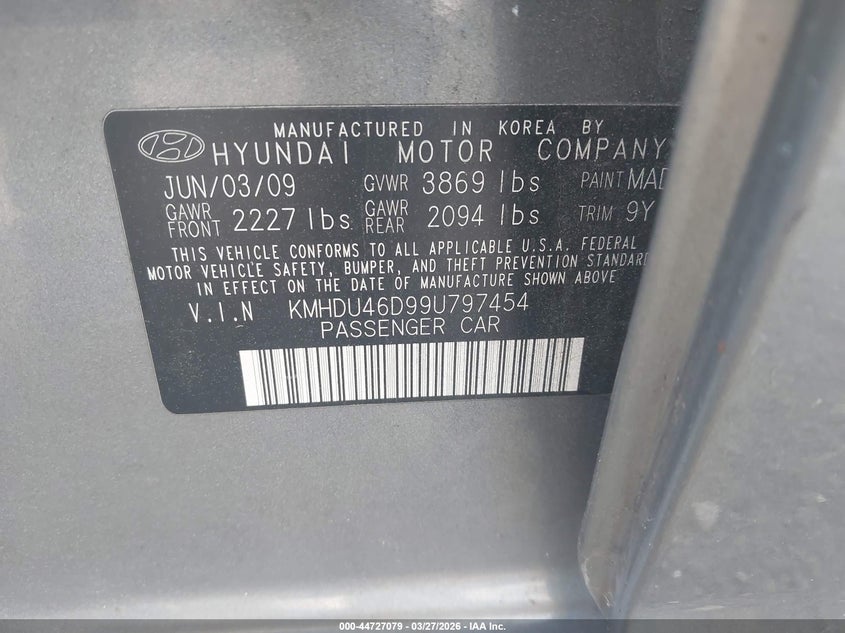 MANUFACTURED IN KOREA BY
HYUNDAI MOTOR COMPANY
JUN/03/09 GVWR 3869 lbs PAINT MAD
GAWR FRONT 2227 lbs GAWR REAR 2094 lbs TRIM 9Y
THIS VEHICLE CONFORMS TO ALL APPLICABLE U.S.A. FEDERAL
MOTOR VEHICLE SAFETY, BUMPER, AND THEFT PREVENTION STANDARD
IN EFFECT ON THE DATE OF MANUFACTURE SHOWN ABOVE
V.I.N KMHDU46D99U797454
PASSENGER CAR
000-44727079 - 03/27/2026 - IAA Inc.